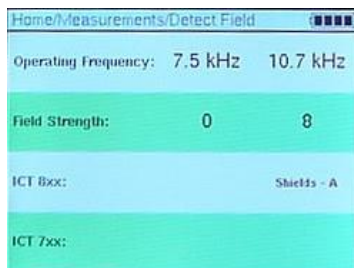 Home/Measurements/Detect Field
Operating Frequency: 7.5 kHz 10.7 kHz
Field Strength: 0 8
ICT 8xx: Shields - A
ICT 7xx: